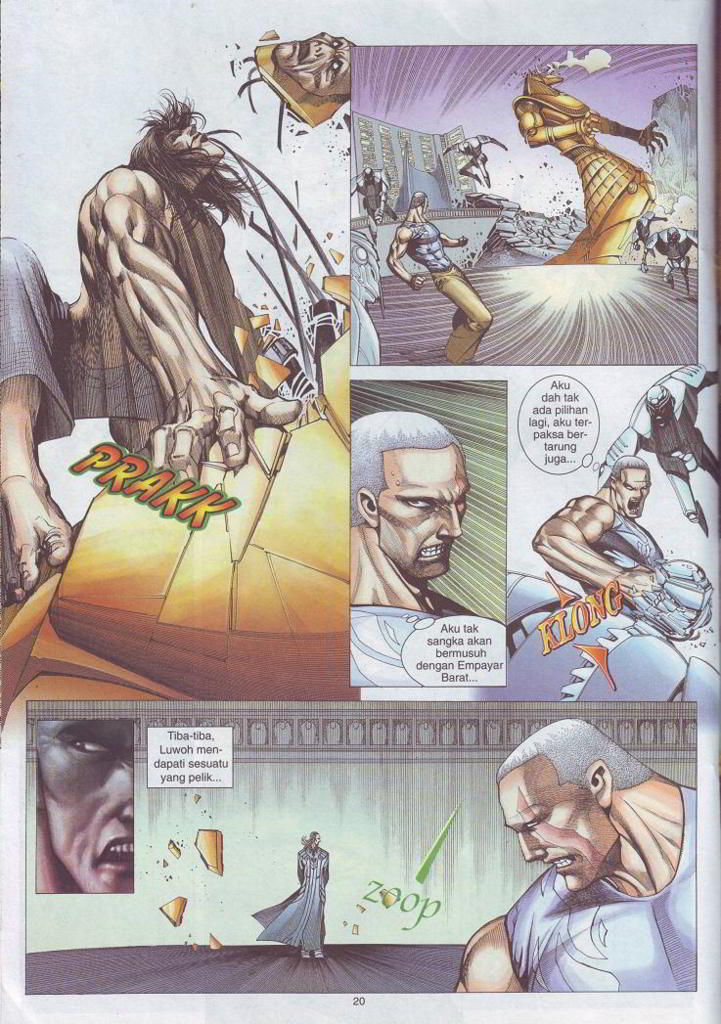 PRAKK
Aku
dah tak
ada pilihan
lagi, aku ter-
paksa ber-
tarung
juga...
KLONG
Aku tak
sangka akan
bermusuh
dengan Empayar
Barat...
Tiba-tiba,
Luwoh men-
dapati sesuatu
yang pelik...
zoop
20